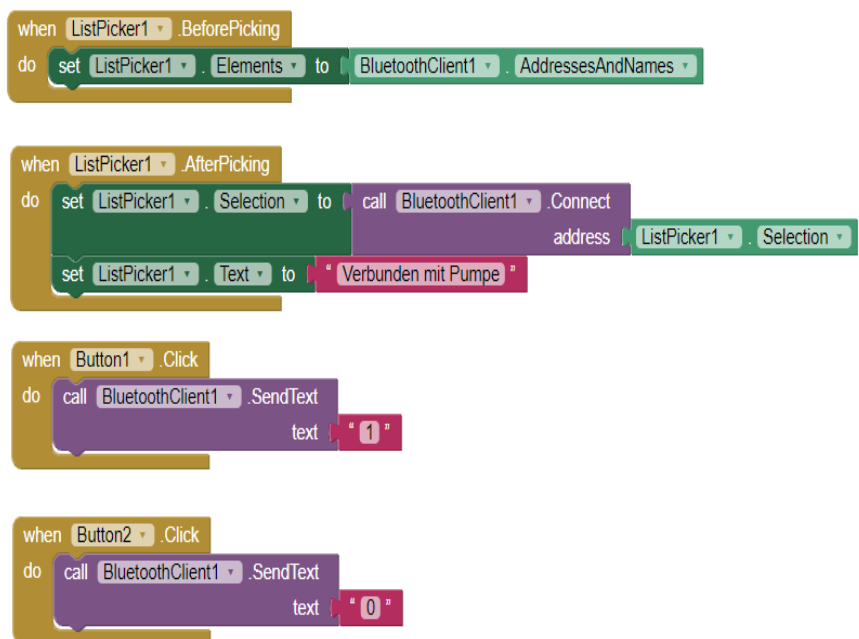 when ListPicker1 .BeforePicking
do set ListPicker1 . Elements to BluetoothClient1 . AddressesAndNames
when ListPicker1 .AfterPicking
do set ListPicker1 . Selection to call BluetoothClient1 .Connect
address ListPicker1 . Selection
set ListPicker1 . Text to " Verbunden mit Pumpe "
when Button1 .Click
do call BluetoothClient1 .SendText
text " 1 "
when Button2 .Click
do call BluetoothClient1 .SendText
text " 0 "